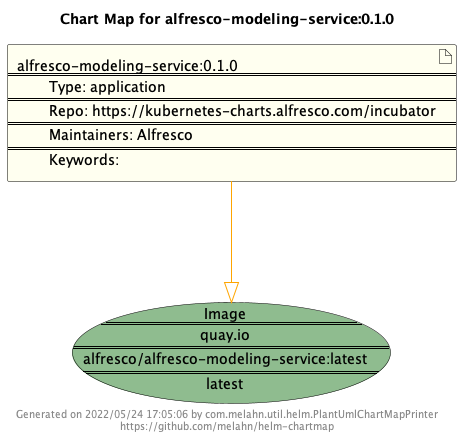 Chart Map for alfresco-modeling-service:0.1.0
alfresco-modeling-service:0.1.0
Type: application
Repo: https://kubernetes-charts.alfresco.com/incubator
Maintainers: Alfresco
Keywords:
Image
quay.io
alfresco/alfresco-modeling-service:latest
latest
Generated on 2022/05/24 17:05:06 by com.melahn.util.helm.PlantUmlChartMapPrinter
https://github.com/melahn/helm-chartmap